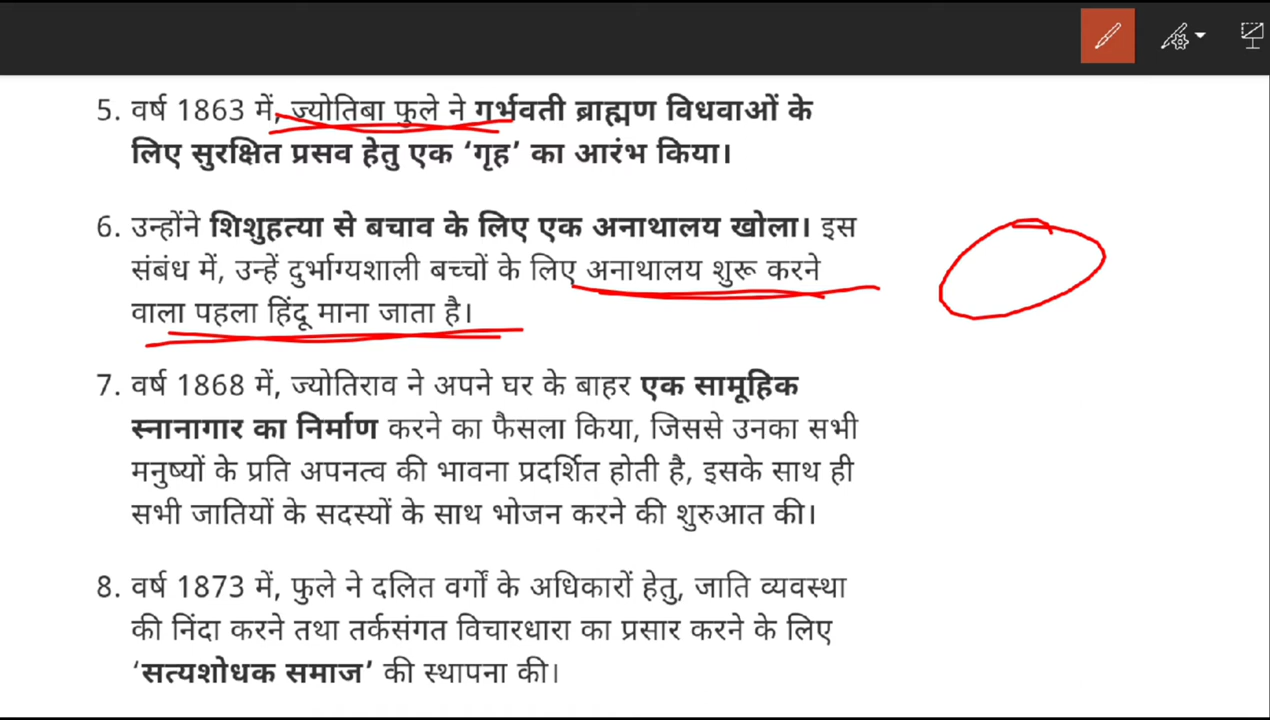 5. वर्ष 1863 में, ज्योतिबा फुले ने गर्भवती ब्राह्मण विधवाओं के
लिए सुरक्षित प्रसव हेतु एक ‘गृह’ का आरंभ किया।
6. उन्होंने शिशुहत्या से बचाव के लिए एक अनाथालय खोला। इस
संबंध में, उन्हें दुर्भाग्यशाली बच्चों के लिए अनाथालय शुरू करने
वाला पहला हिंदू माना जाता है।
7. वर्ष 1868 में, ज्योतिराव ने अपने घर के बाहर एक सामूहिक
स्नानागार का निर्माण करने का फैसला किया, जिससे उनका सभी
मनुष्यों के प्रति अपनत्व की भावना प्रदर्शित होती है, इसके साथ ही
सभी जातियों के सदस्यों के साथ भोजन करने की शुरुआत की।
8. वर्ष 1873 में, फुले ने दलित वर्गों के अधिकारों हेतु, जाति व्यवस्था
की निंदा करने तथा तर्कसंगत विचारधारा का प्रसार करने के लिए
‘सत्यशोधक समाज’ की स्थापना की।